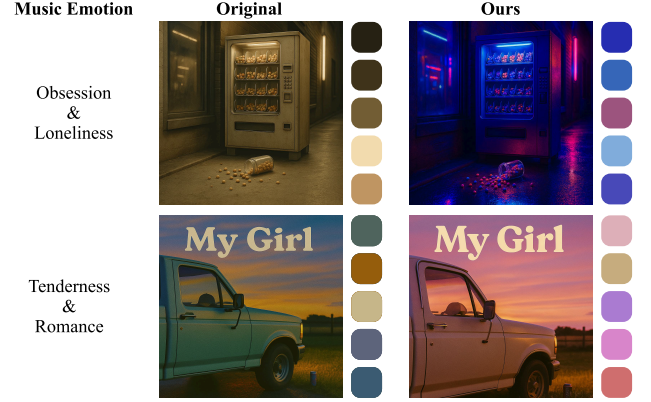 Music Emotion Original Ours
Obsession
&
Loneliness
My Girl My Girl
Tenderness
&
Romance